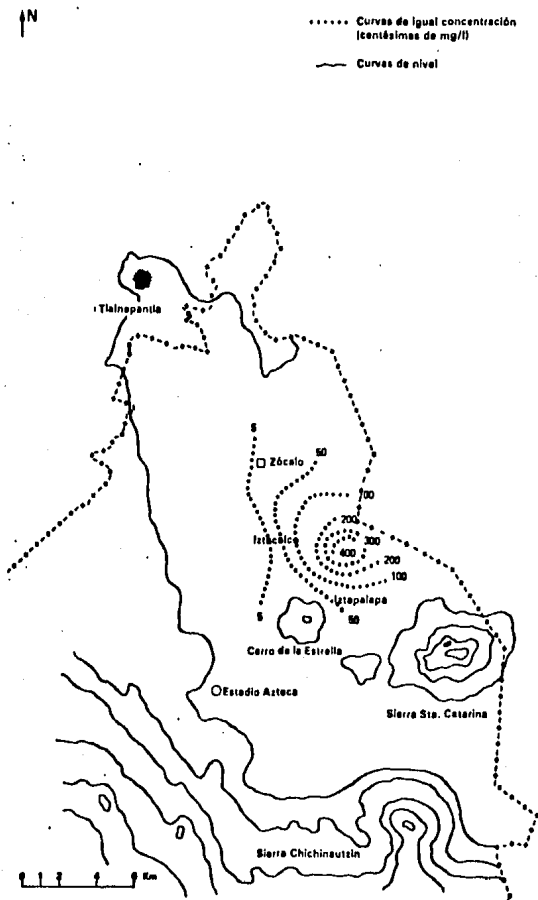 N
Curvas de igual concentración
(centésimas de mg/l)
Curvas de nivel
Tlalnepantla
5
50
Zócalo
100
200
Iztacalco
300
400
200
100
Iztapalapa
5
50
Cerro de la Estrella
Estadio Azteca
Sierra Sta. Catarina
Sierra Chichinautzin
0 1 2 4 6 Km